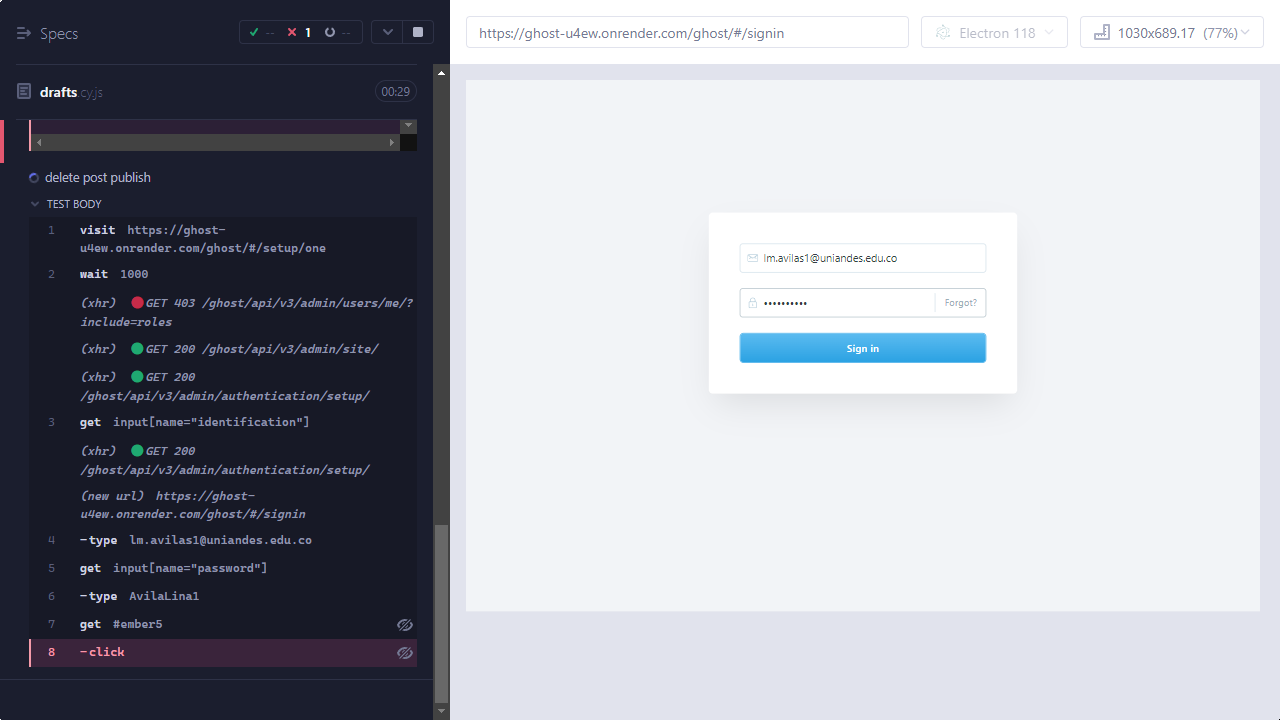 Specs
-- 1 --
https://ghost-u4ew.onrender.com/ghost/#/signin
Electron 118
1030x689.17 (77%)
drafts.cy.js
00:29
delete post publish
TEST BODY
1 visit https://ghost-
u4ew.onrender.com/ghost/#/setup/one
2 wait 1000
(xhr) GET 403 /ghost/api/v3/admin/users/me/?
include=roles
(xhr) GET 200 /ghost/api/v3/admin/site/
(xhr) GET 200
/ghost/api/v3/admin/authentication/setup/
3 get input[name="identification"]
(xhr) GET 200
/ghost/api/v3/admin/authentication/setup/
(new url) https://ghost-
u4ew.onrender.com/ghost/#/signin
4 -type lm.avilas1@uniandes.edu.co
5 get input[name="password"]
6 -type AvilaLina1
7 get #ember5
8 -click
lm.avilas1@uniandes.edu.co
••••••••••
Forgot?
Sign in